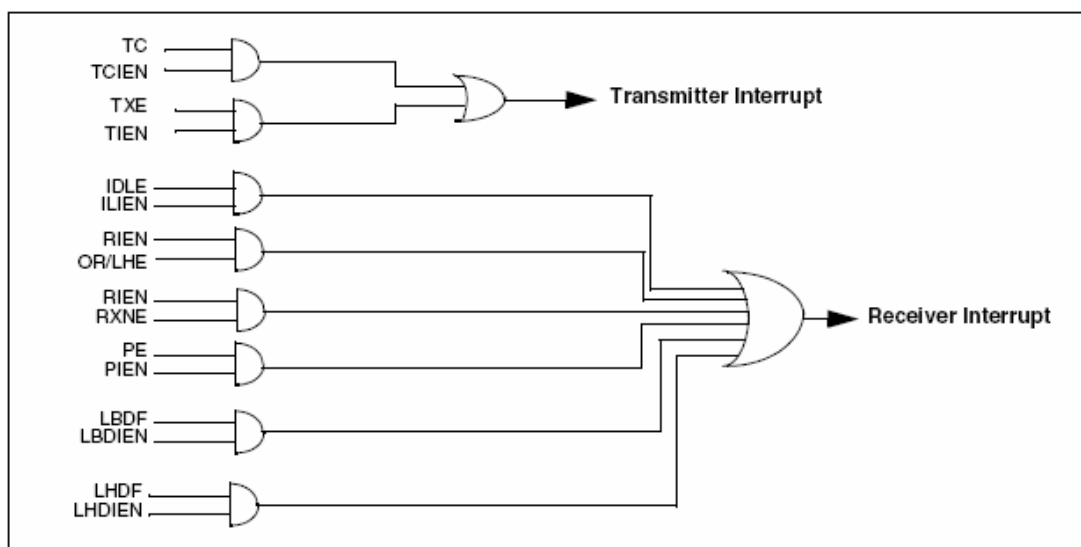 TC
TCIEN
Transmitter Interrupt
TXE
TIEN
IDLE
ILIEN
RIEN
OR/LHE
RIEN
RXNE
Receiver Interrupt
PE
PIEN
LBDF
LBDIEN
LHDF
LHDIEN